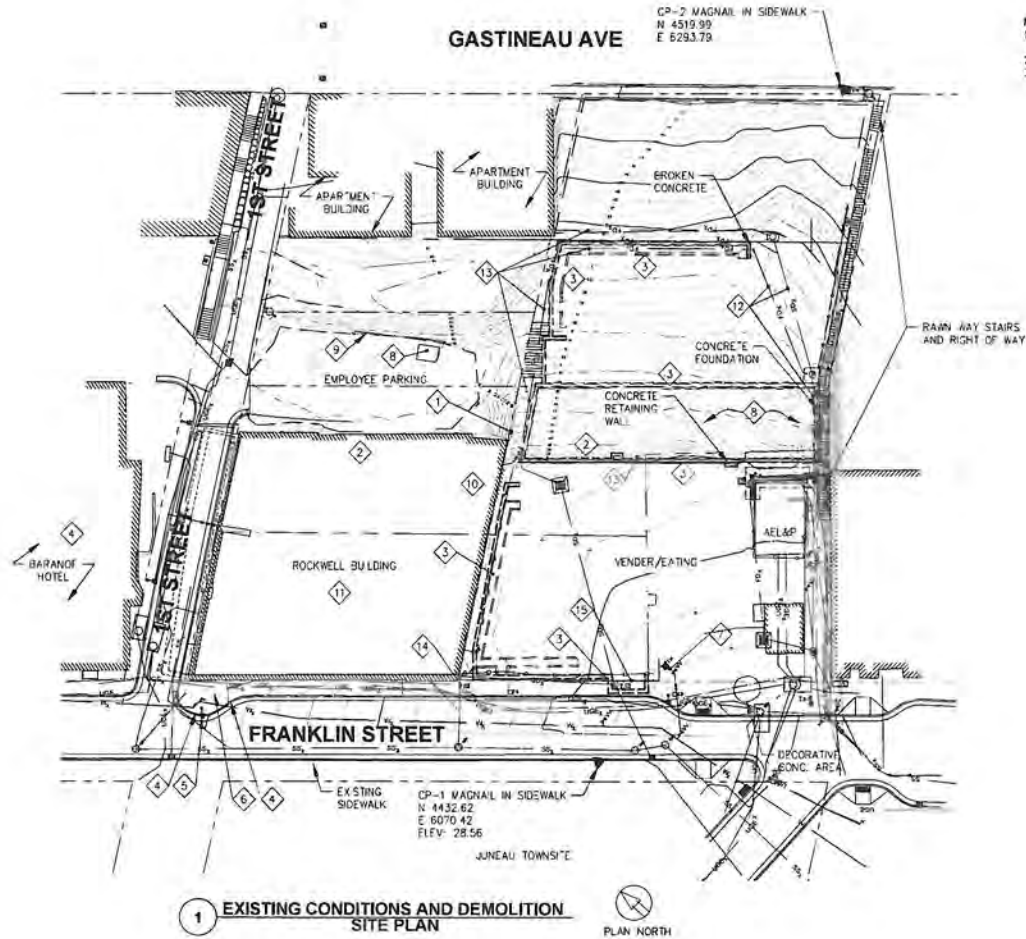 CP-2 MAGNAIL IN SIDEWALK
N 4519.99
E 6293.79
GASTINEAU AVE
1ST STREET
APARTMENT
BUILDING
APARTMENT
BUILDING
BROKEN
CONCRETE
13
3
3
12
RAWN WAY STAIRS
AND RIGHT OF WAY
9
8
EMPLOYEE PARKING
CONCRETE
FOUNDATION
3
1
CONCRETE
RETAINING
WALL
8
2
2
3
13
10
4
BARANOF
HOTEL
1ST STREET
ROCKWELL BUILDING
11
3
AEL&P
VENDER/EATING
15
7
14
3
FRANKLIN STREET
DECORATIVE
CONC. AREA
4
5
6
4
EXISTING
SIDEWALK
CP-1 MAGNAIL IN SIDEWALK
N 4432.62
E 6070.42
ELEV: 28.56
JUNEAU TOWNSITE
1
EXISTING CONDITIONS AND DEMOLITION
SITE PLAN
PLAN NORTH